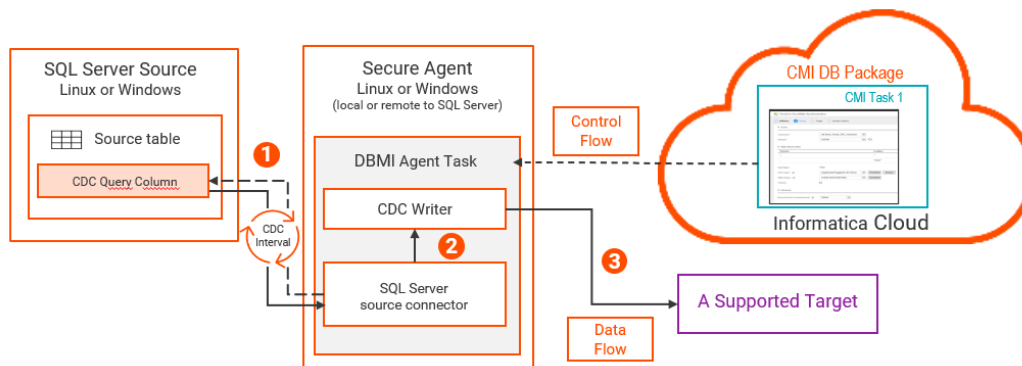 SQL Server Source
Linux or Windows
Source table
CDC Query Column
1
CDC
Interval
Secure Agent
Linux or Windows
(local or remote to SQL Server)
DBMI Agent Task
CDC Writer
2
SQL Server
source connector
Control
Flow
3
Data
Flow
CMI DB Package
CMI Task 1
Informatica Cloud
A Supported Target